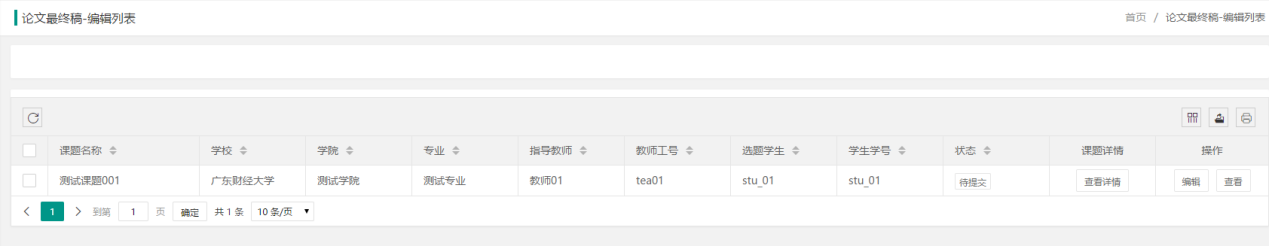 论文最终稿-编辑列表 首页 / 论文最终稿-编辑列表
课题名称 学校 学院 专业 指导教师 教师工号 选题学生 学生学号 状态 课题详情 操作
测试课题001 广东财经大学 测试学院 测试专业 教师01 tea01 stu_01 stu_01 待提交 查看详情 编辑 查看
1 到第 1 页 确定 共 1 条 10 条/页